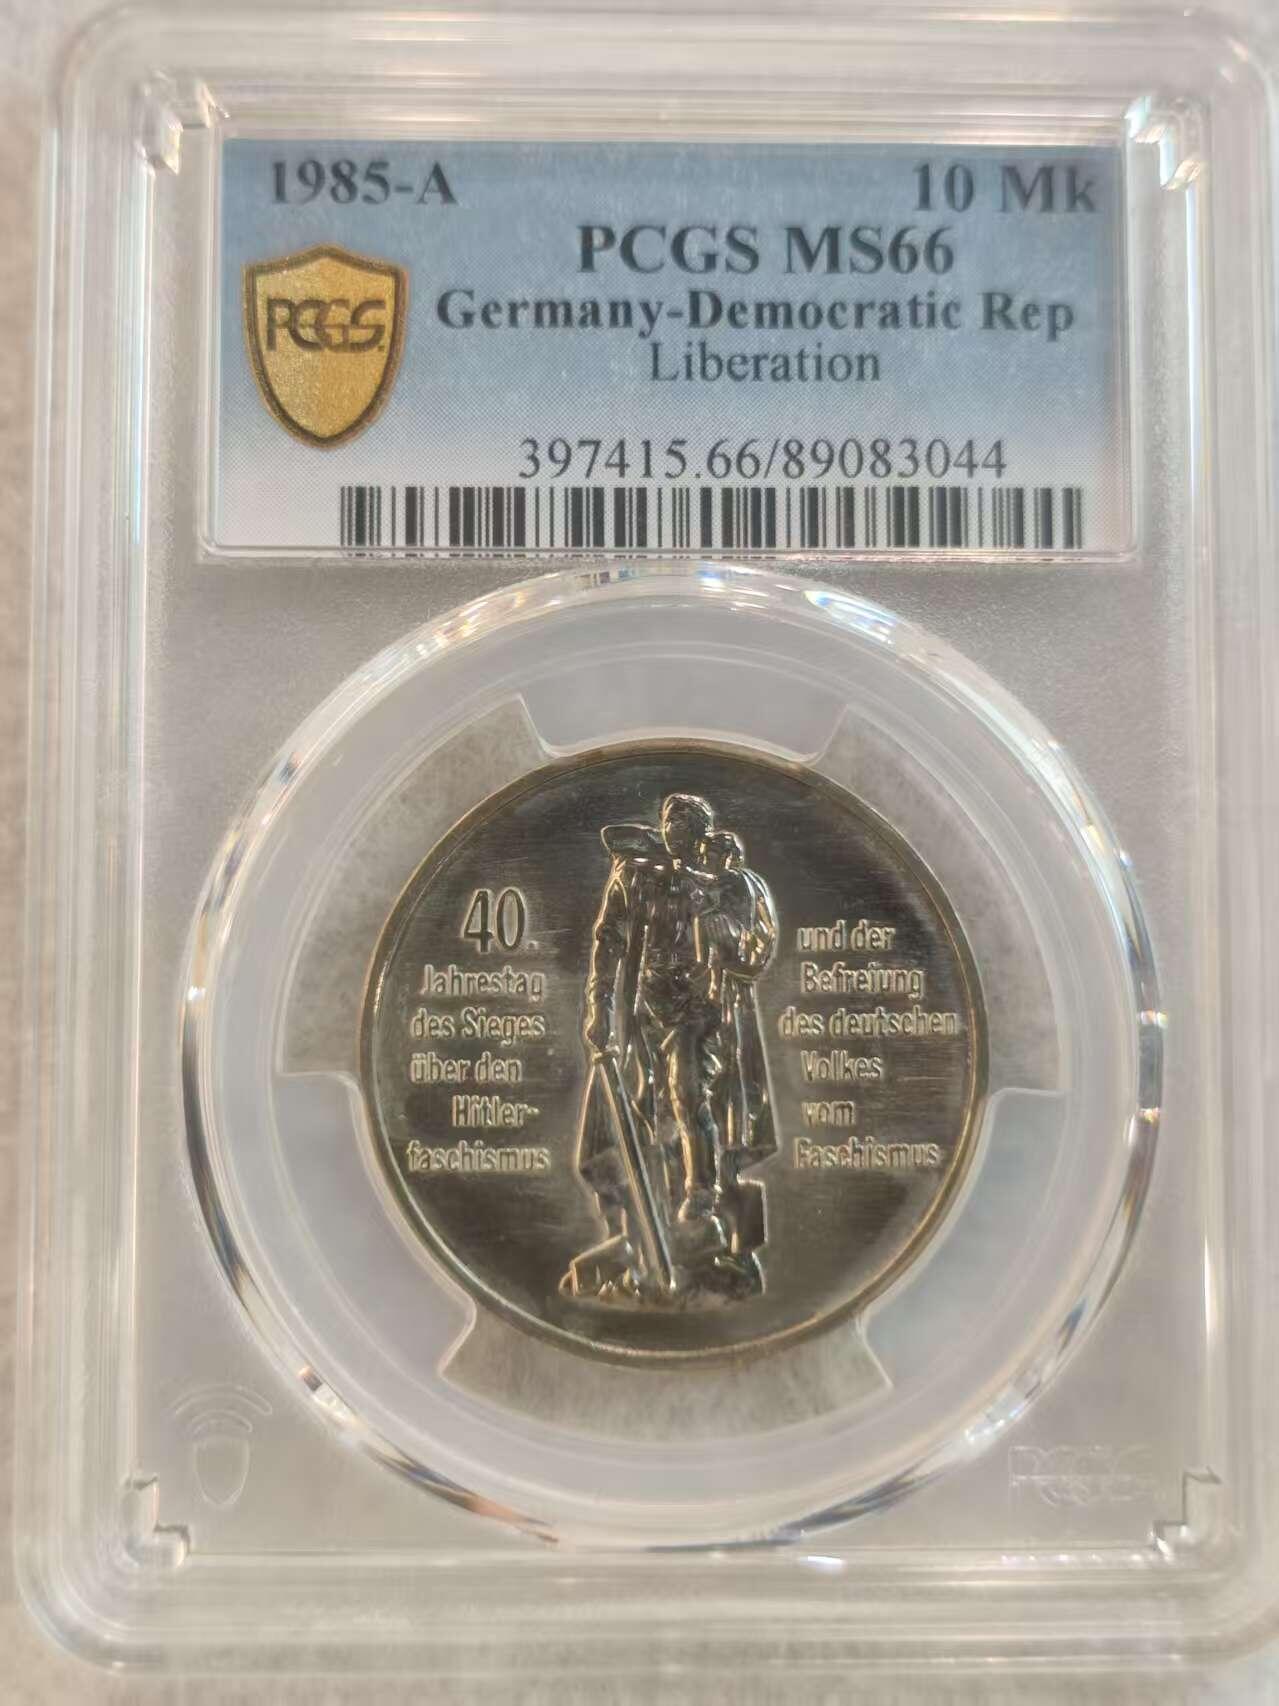 1985-A 10 Mk
PCGS MS66
Germany-Democratic Rep
Liberation
PCGS
397415.66/89083044
40.
Jahrestag
des Sieges
über den
Hitler-
faschismus
und der
Befreiung
des deutschen
Volkes
vom
Faschismus
PCGS